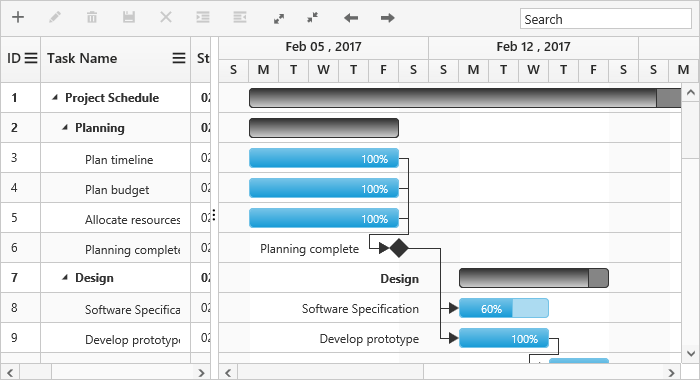 Search
ID Task Name St Feb 05 , 2017 Feb 12 , 2017
S M T W T F S S M T W T F S S M
1 Project Schedule 02
2 Planning 02
3 Plan timeline 02 100%
4 Plan budget 02 100%
5 Allocate resources 02 100%
6 Planning complete 02 Planning complete
7 Design 02 Design
8 Software Specifica 02 Software Specification 60%
9 Develop prototype 02 Develop prototype 100%